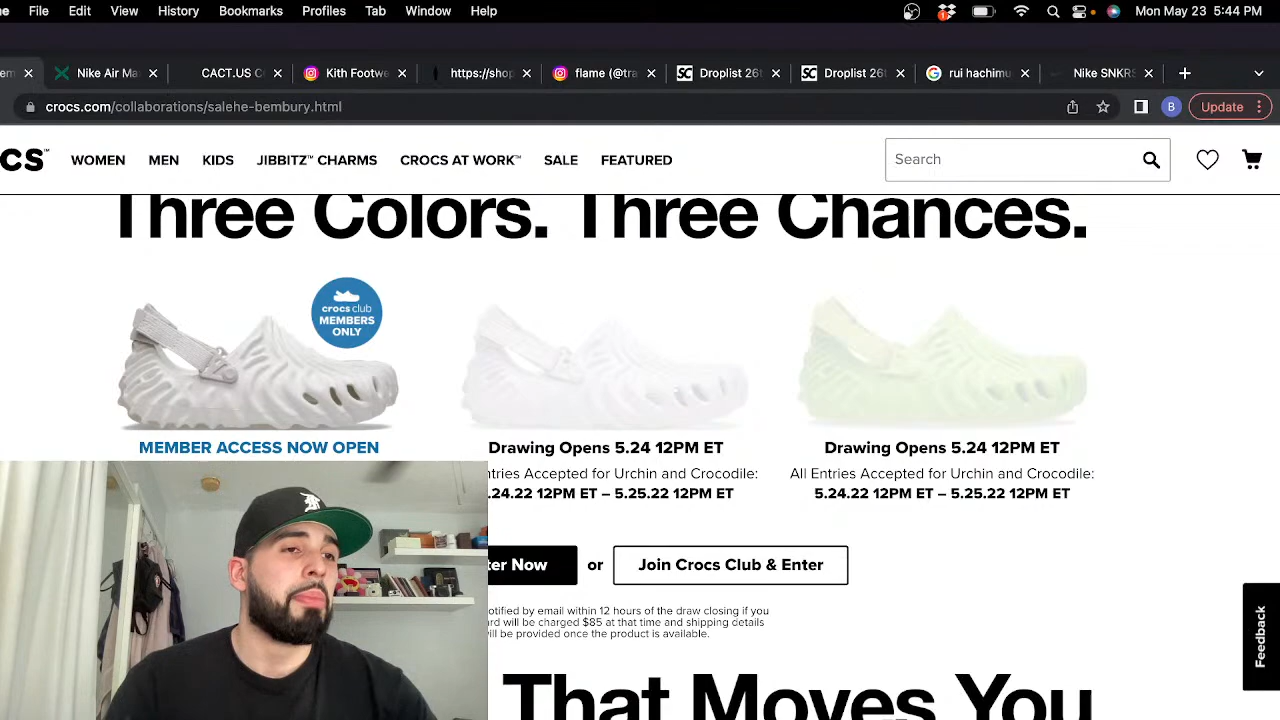 File Edit View History Bookmarks Profiles Tab Window Help Mon May 23 5:44 PM
Nike Air Ma CACT.US C Kith Footwe https://shop flame (@tra SC Droplist 26t SC Droplist 26t rui hachimu Nike SNKRS
crocs.com/collaborations/salehe-bembury.html B Update
CS™ WOMEN MEN KIDS JIBBITZ™ CHARMS CROCS AT WORK™ SALE FEATURED Search
Three Colors. Three Chances.
crocs club
MEMBERS
ONLY
MEMBER ACCESS NOW OPEN Drawing Opens 5.24 12PM ET Drawing Opens 5.24 12PM ET
ntries Accepted for Urchin and Crocodile: All Entries Accepted for Urchin and Crocodile:
.24.22 12PM ET – 5.25.22 12PM ET 5.24.22 12PM ET – 5.25.22 12PM ET
ter Now or Join Crocs Club & Enter
otified by email within 12 hours of the draw closing if you
ard will be charged $85 at that time and shipping details
ill be provided once the product is available.
Feedback
That Moves You